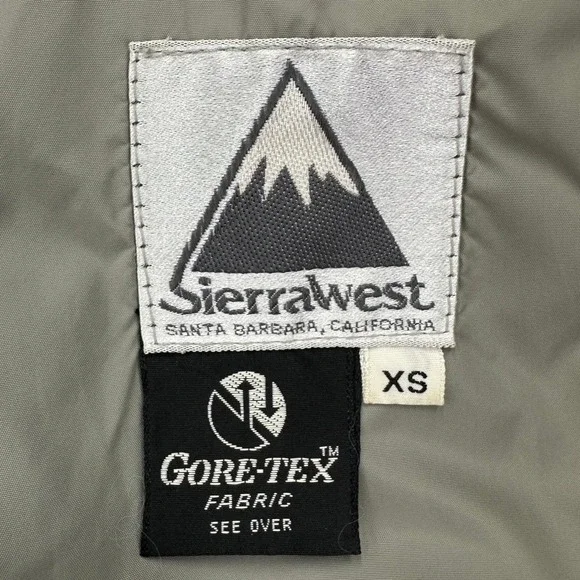 SierraWest
SANTA BARBARA, CALIFORNIA
XS
GORE-TEX™
FABRIC
SEE OVER